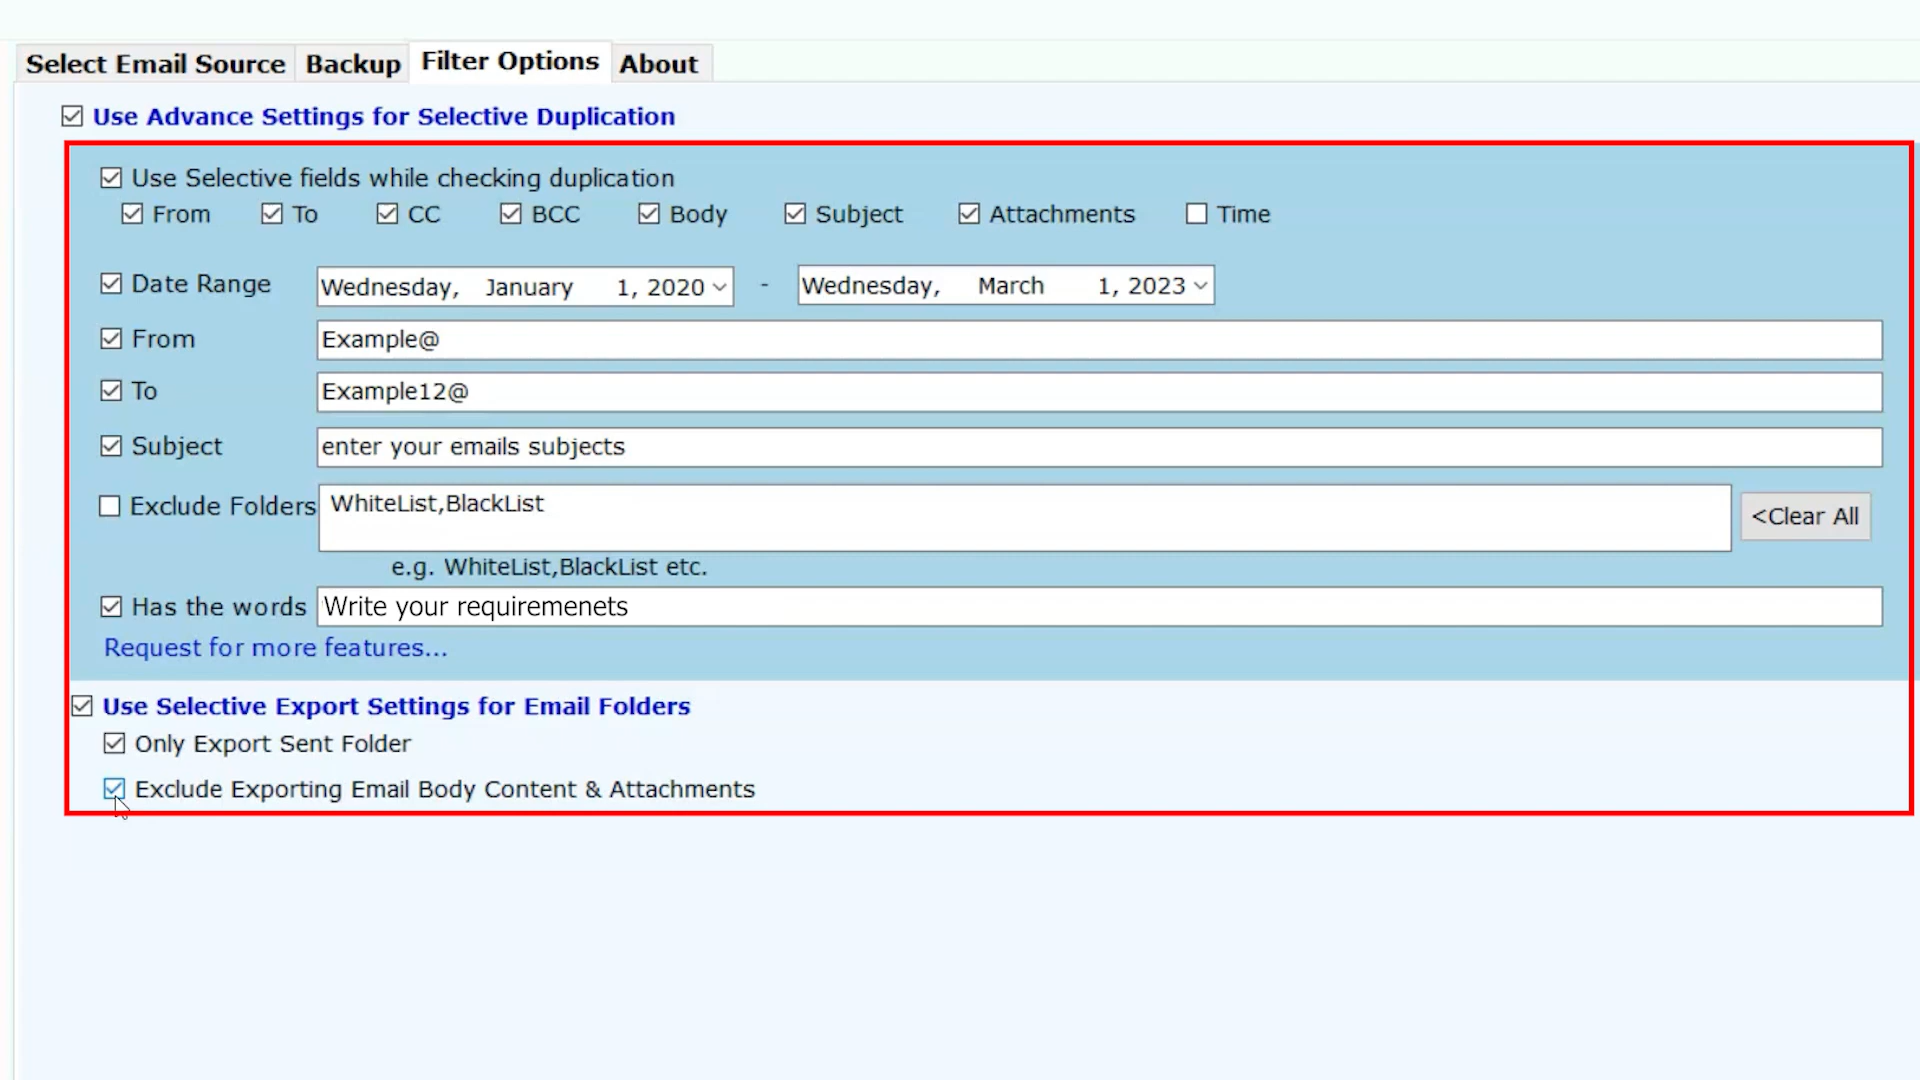 Select Email Source Backup Filter Options About
Use Advance Settings for Selective Duplication
Use Selective fields while checking duplication
From To CC BCC Body Subject Attachments Time
Date Range Wednesday, January 1, 2020 - Wednesday, March 1, 2023
From Example@
To Example12@
Subject enter your emails subjects
Exclude Folders WhiteList,BlackList <Clear All
e.g. WhiteList,BlackList etc.
Has the words Write your requiremenets
Request for more features...
Use Selective Export Settings for Email Folders
Only Export Sent Folder
Exclude Exporting Email Body Content & Attachments